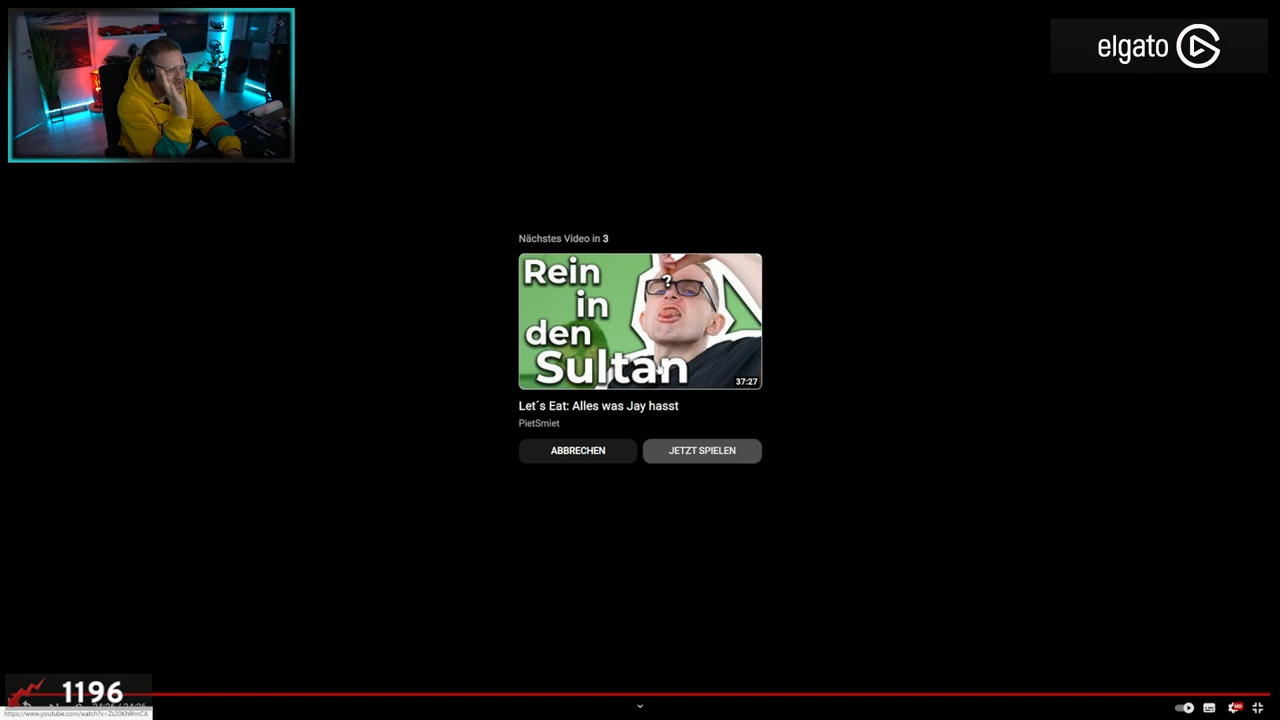 elgato
Nächstes Video in 3
Rein
in
den
Sultan
?
37:27
Let´s Eat: Alles was Jay hasst
PietSmiet
ABBRECHEN
JETZT SPIELEN
1196
HD